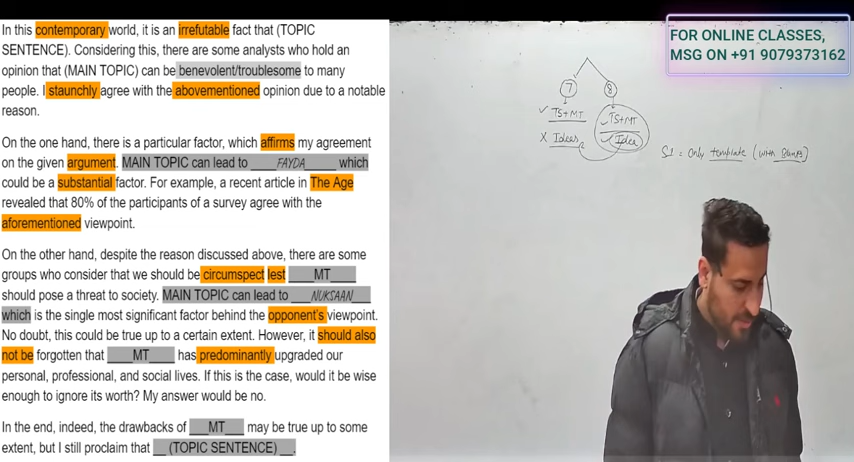 In this contemporary world, it is an irrefutable fact that (TOPIC
SENTENCE). Considering this, there are some analysts who hold an
opinion that (MAIN TOPIC) can be benevolent/troublesome to many
people. I staunchly agree with the abovementioned opinion due to a notable
reason.
On the one hand, there is a particular factor, which affirms my agreement
on the given argument. MAIN TOPIC can lead to ____FAYDA_____ which
could be a substantial factor. For example, a recent article in The Age
revealed that 80% of the participants of a survey agree with the
aforementioned viewpoint.
On the other hand, despite the reason discussed above, there are some
groups who consider that we should be circumspect lest ____MT____
should pose a threat to society. MAIN TOPIC can lead to ____NUKSAAN____
which is the single most significant factor behind the opponent's viewpoint.
No doubt, this could be true up to a certain extent. However, it should also
not be forgotten that ____MT____ has predominantly upgraded our
personal, professional, and social lives. If this is the case, would it be wise
enough to ignore its worth? My answer would be no.
In the end, indeed, the drawbacks of ___MT___ may be true up to some
extent, but I still proclaim that __(TOPIC SENTENCE)__.
FOR ONLINE CLASSES,
MSG ON +91 9079373162
7 8
✓ TS+MT
✓ TS+MT
X Ideas
✓ Idea
S1 = Only template (with Blanks)